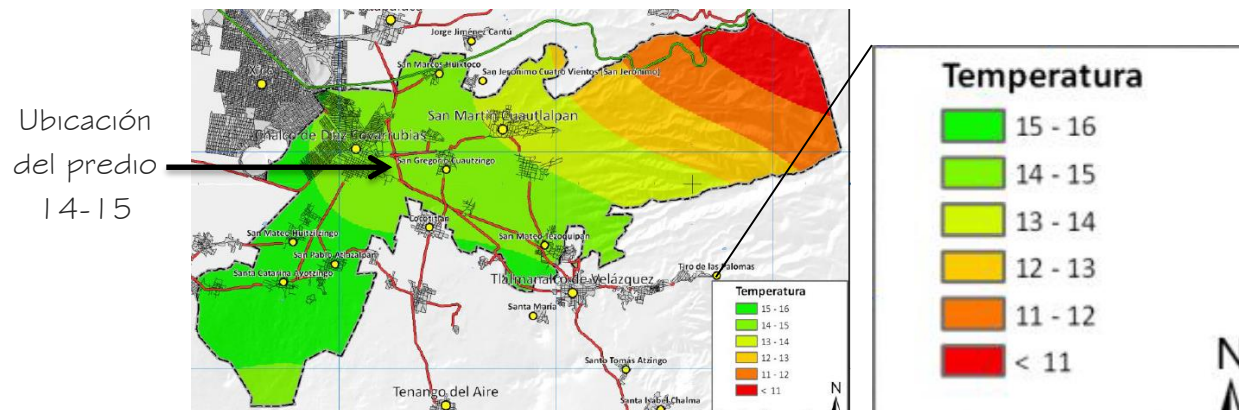 Ubicación
del predio
14-15
Jorge Jiménez Cantú
San Marcos Huixtoco
San Jerónimo Cuatro Vientos (San Jerónimo)
San Martín Cuautlalpan
Chalco de Díaz Covarrubias
San Gregorio Cuautzingo
Cocotitlán
San Mateo Huitzilzingo
San Pablo Atlazalpan
Santa Catarina Ayotzingo
San Mateo Tezoquipan
Tlalmanalco de Velázquez
Tiro de las Palomas
Santa María
Santo Tomás Atzingo
Tenango del Aire
Santa Isabel Chalma
Temperatura
15 - 16
14 - 15
13 - 14
12 - 13
11 - 12
< 11
N
Temperatura
15 - 16
14 - 15
13 - 14
12 - 13
11 - 12
< 11
N